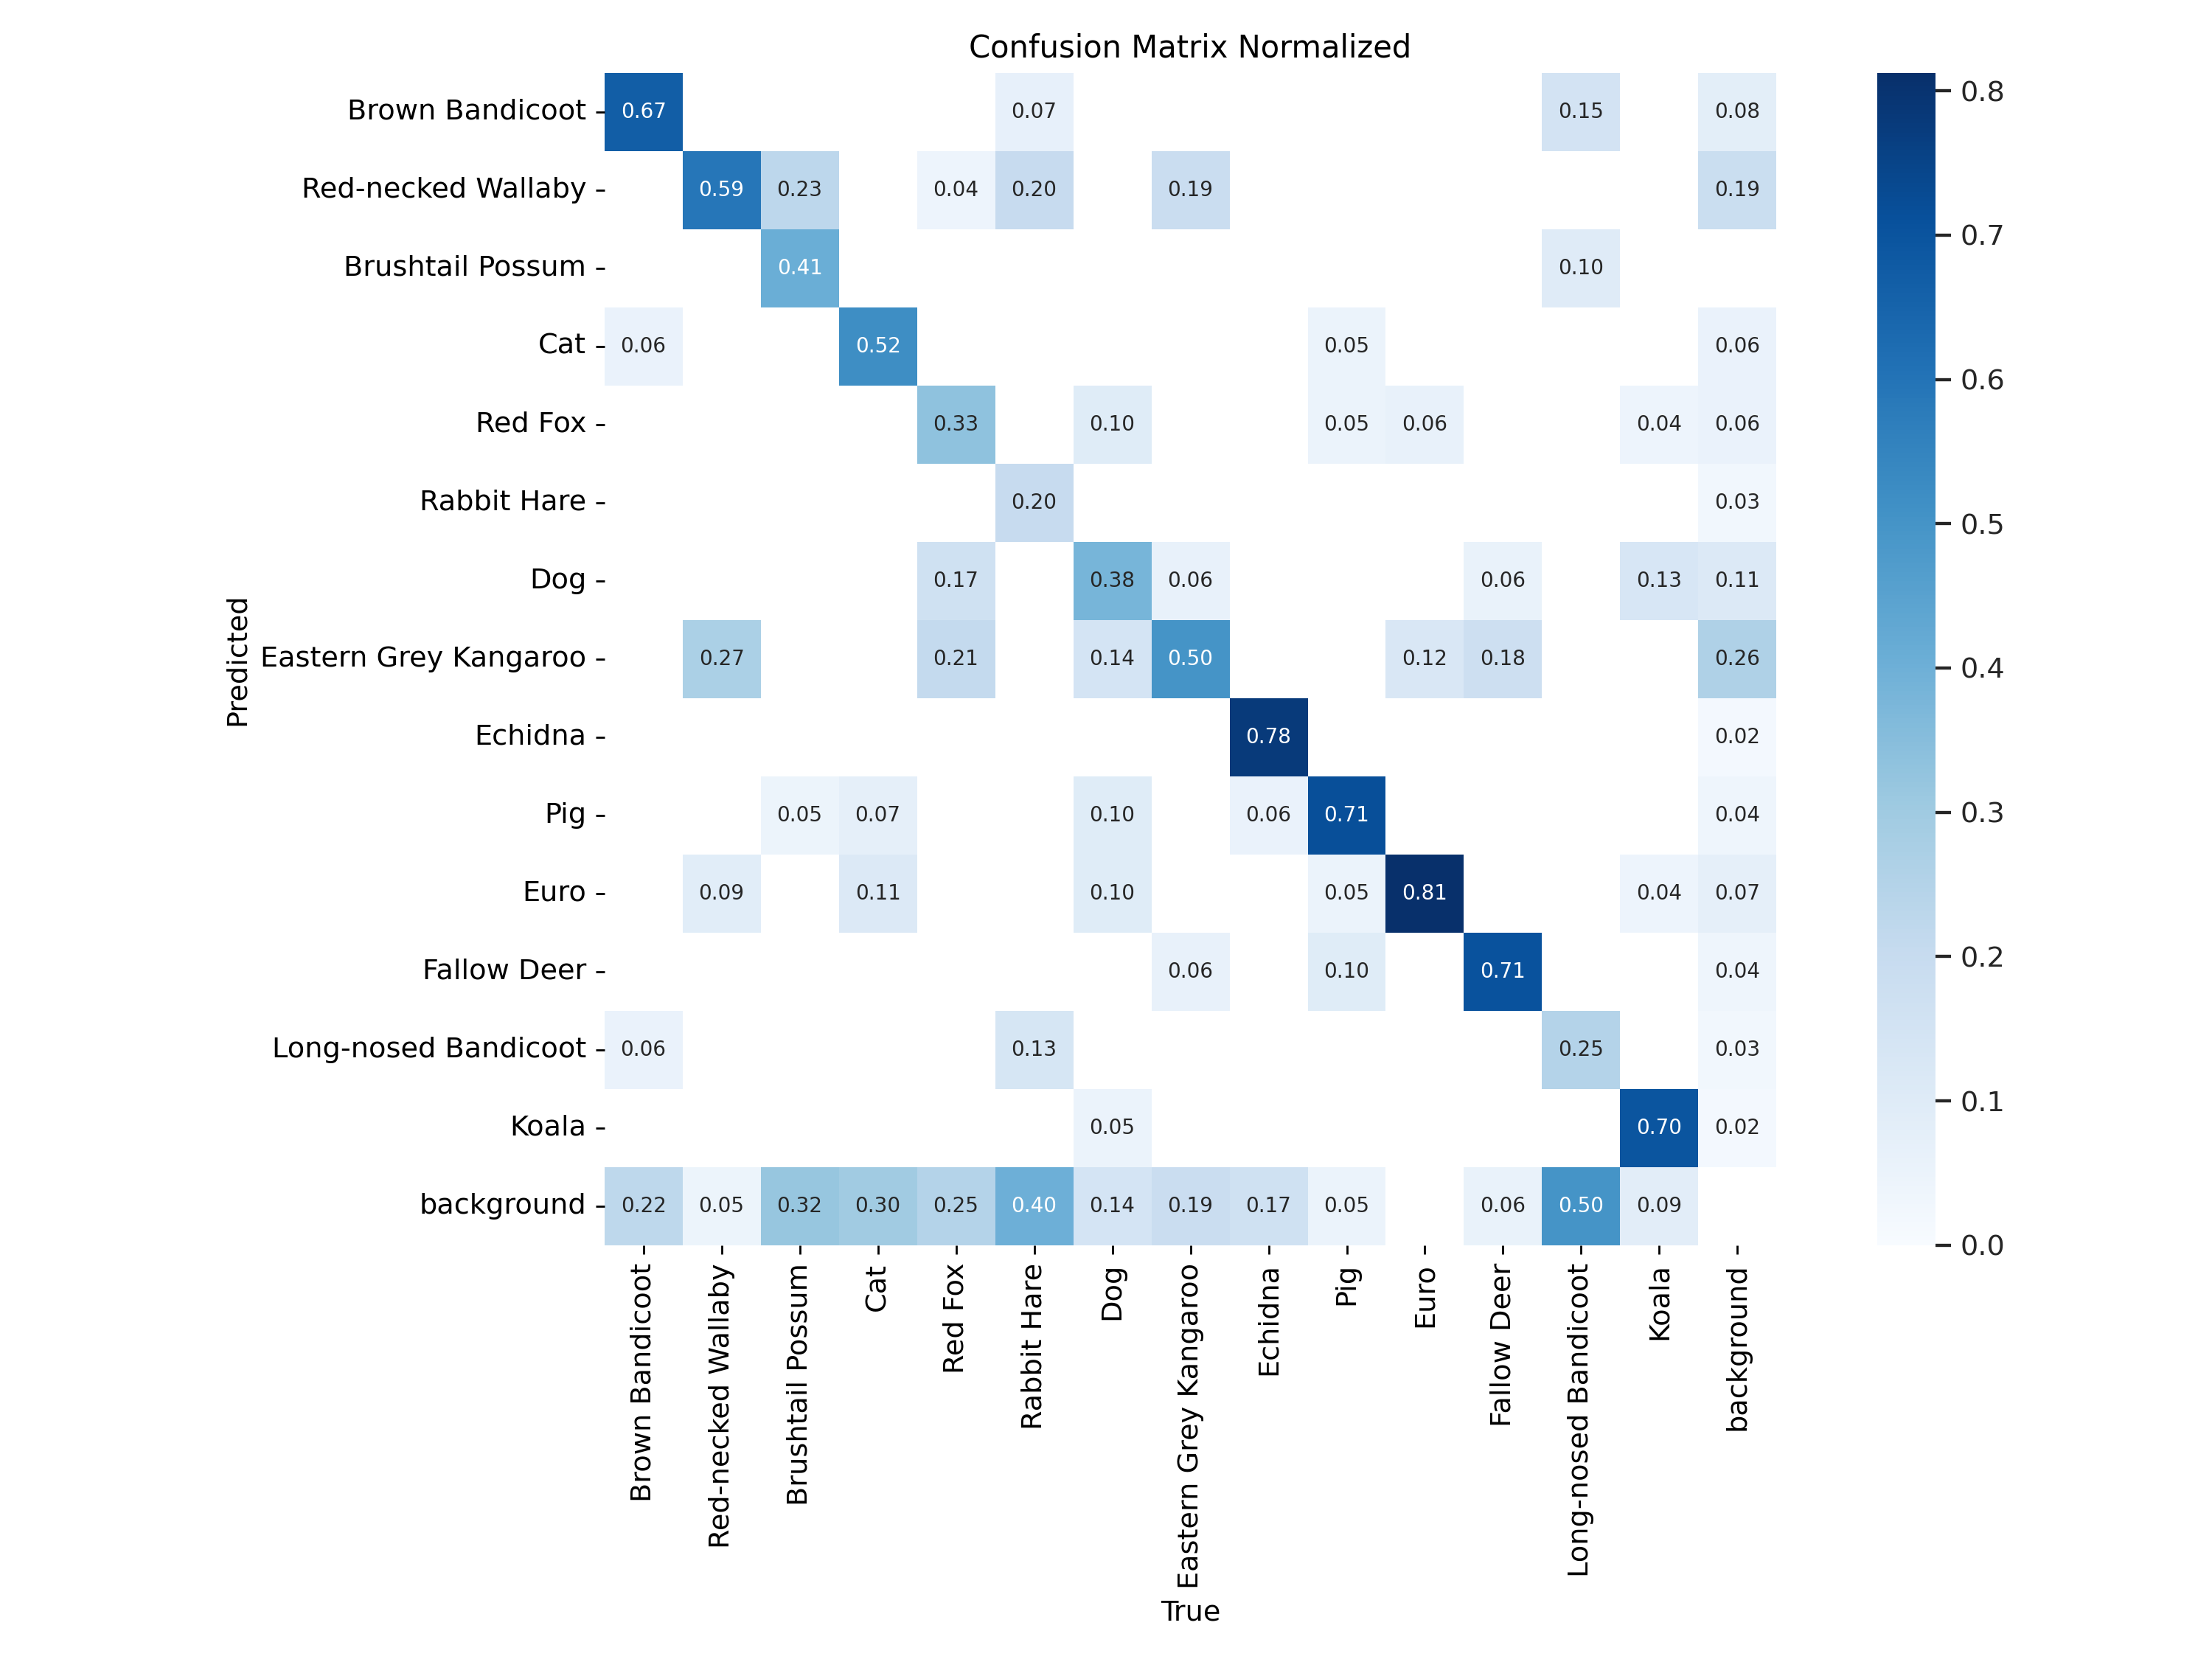 Confusion Matrix Normalized
Brown Bandicoot 0.67 0.07 0.15 0.08
Red-necked Wallaby 0.59 0.23 0.04 0.20 0.19 0.19
Brushtail Possum 0.41 0.10
Cat 0.06 0.52 0.05 0.06
Red Fox 0.33 0.10 0.05 0.06 0.04 0.06
Rabbit Hare 0.20 0.03
Dog 0.17 0.38 0.06 0.06 0.13 0.11
Eastern Grey Kangaroo 0.27 0.21 0.14 0.50 0.12 0.18 0.26
Echidna 0.78 0.02
Pig 0.05 0.07 0.10 0.06 0.71 0.04
Euro 0.09 0.11 0.10 0.05 0.81 0.04 0.07
Fallow Deer 0.06 0.10 0.71 0.04
Long-nosed Bandicoot 0.06 0.13 0.25 0.03
Koala 0.05 0.70 0.02
background 0.22 0.05 0.32 0.30 0.25 0.40 0.14 0.19 0.17 0.05 0.06 0.50 0.09
Predicted
Brown Bandicoot
Red-necked Wallaby
Brushtail Possum
Cat
Red Fox
Rabbit Hare
Dog
Eastern Grey Kangaroo
Echidna
Pig
Euro
Fallow Deer
Long-nosed Bandicoot
Koala
background
True
0.8
0.7
0.6
0.5
0.4
0.3
0.2
0.1
0.0